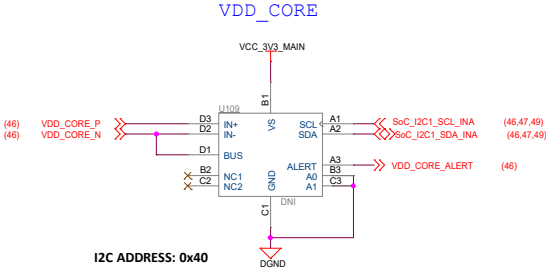 VDD_CORE
VCC_3V3_MAIN
U109
B1
VS
(46) VDD_CORE_P D3 IN+ SCL A1 SoC_I2C1_SCL_INA (46,47,49)
(46) VDD_CORE_N D2 IN- SDA A2 SoC_I2C1_SDA_INA (46,47,49)
D1 BUS
ALERT A3 VDD_CORE_ALERT (46)
B2 NC1 A0 B3
C2 NC2 A1 C3
GND
DNI
C1
I2C ADDRESS: 0x40
DGND